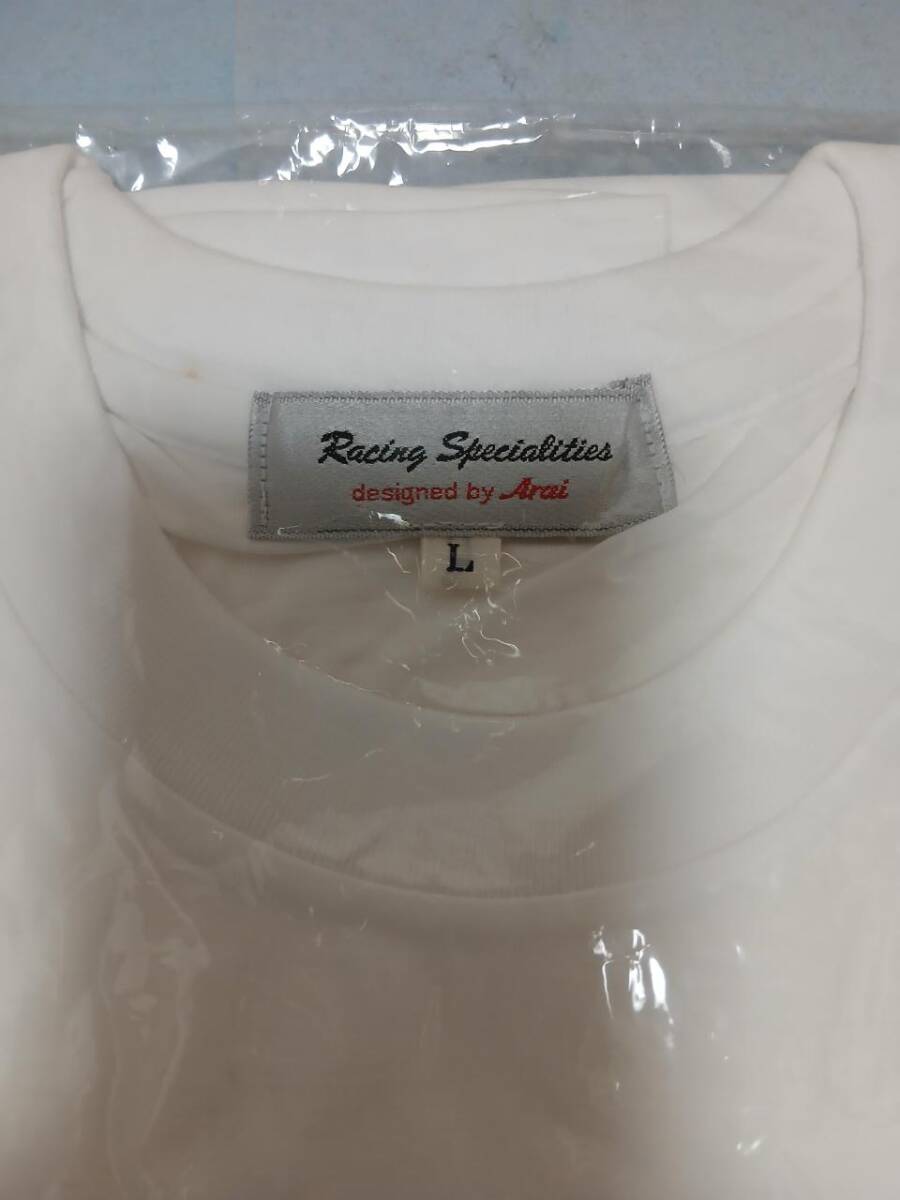 Racing Specialities
designed by Arai
L